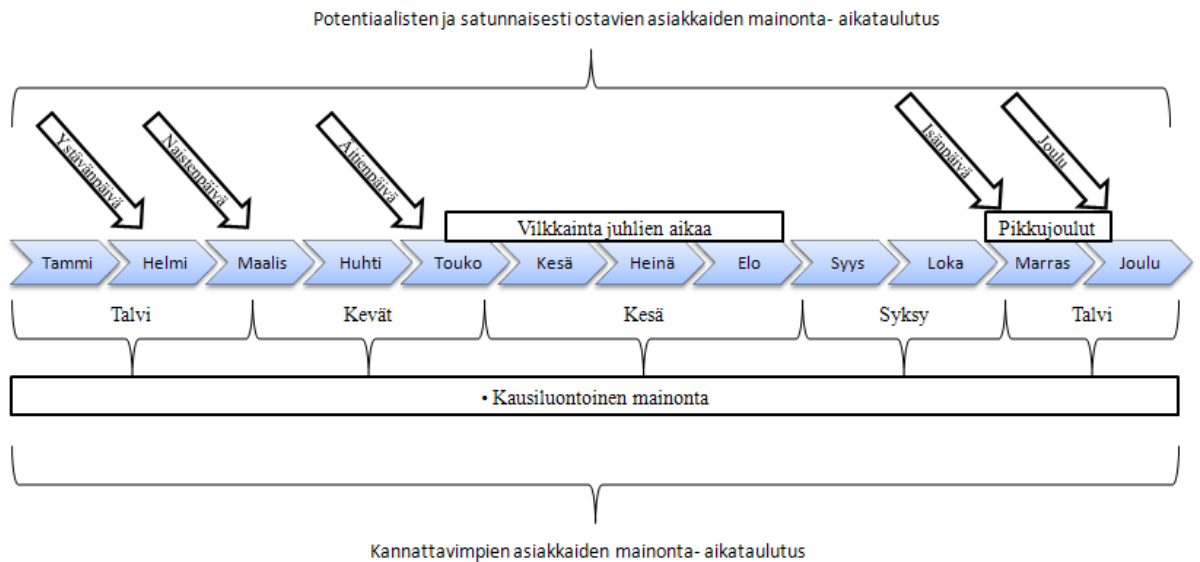 Potentiaalisten ja satunnaisesti ostavien asiakkaiden mainonta- aikataulutus
Ystävänpäivä
Naistenpäivä
Äitienpäivä
Isänpäivä
Joulu
Vilkkainta juhlien aikaa
Pikkujoulut
Tammi Helmi Maalis Huhti Touko Kesä Heinä Elo Syys Loka Marras Joulu
Talvi Kevät Kesä Syksy Talvi
• Kausiluontoinen mainonta
Kannattavimpien asiakkaiden mainonta- aikataulutus